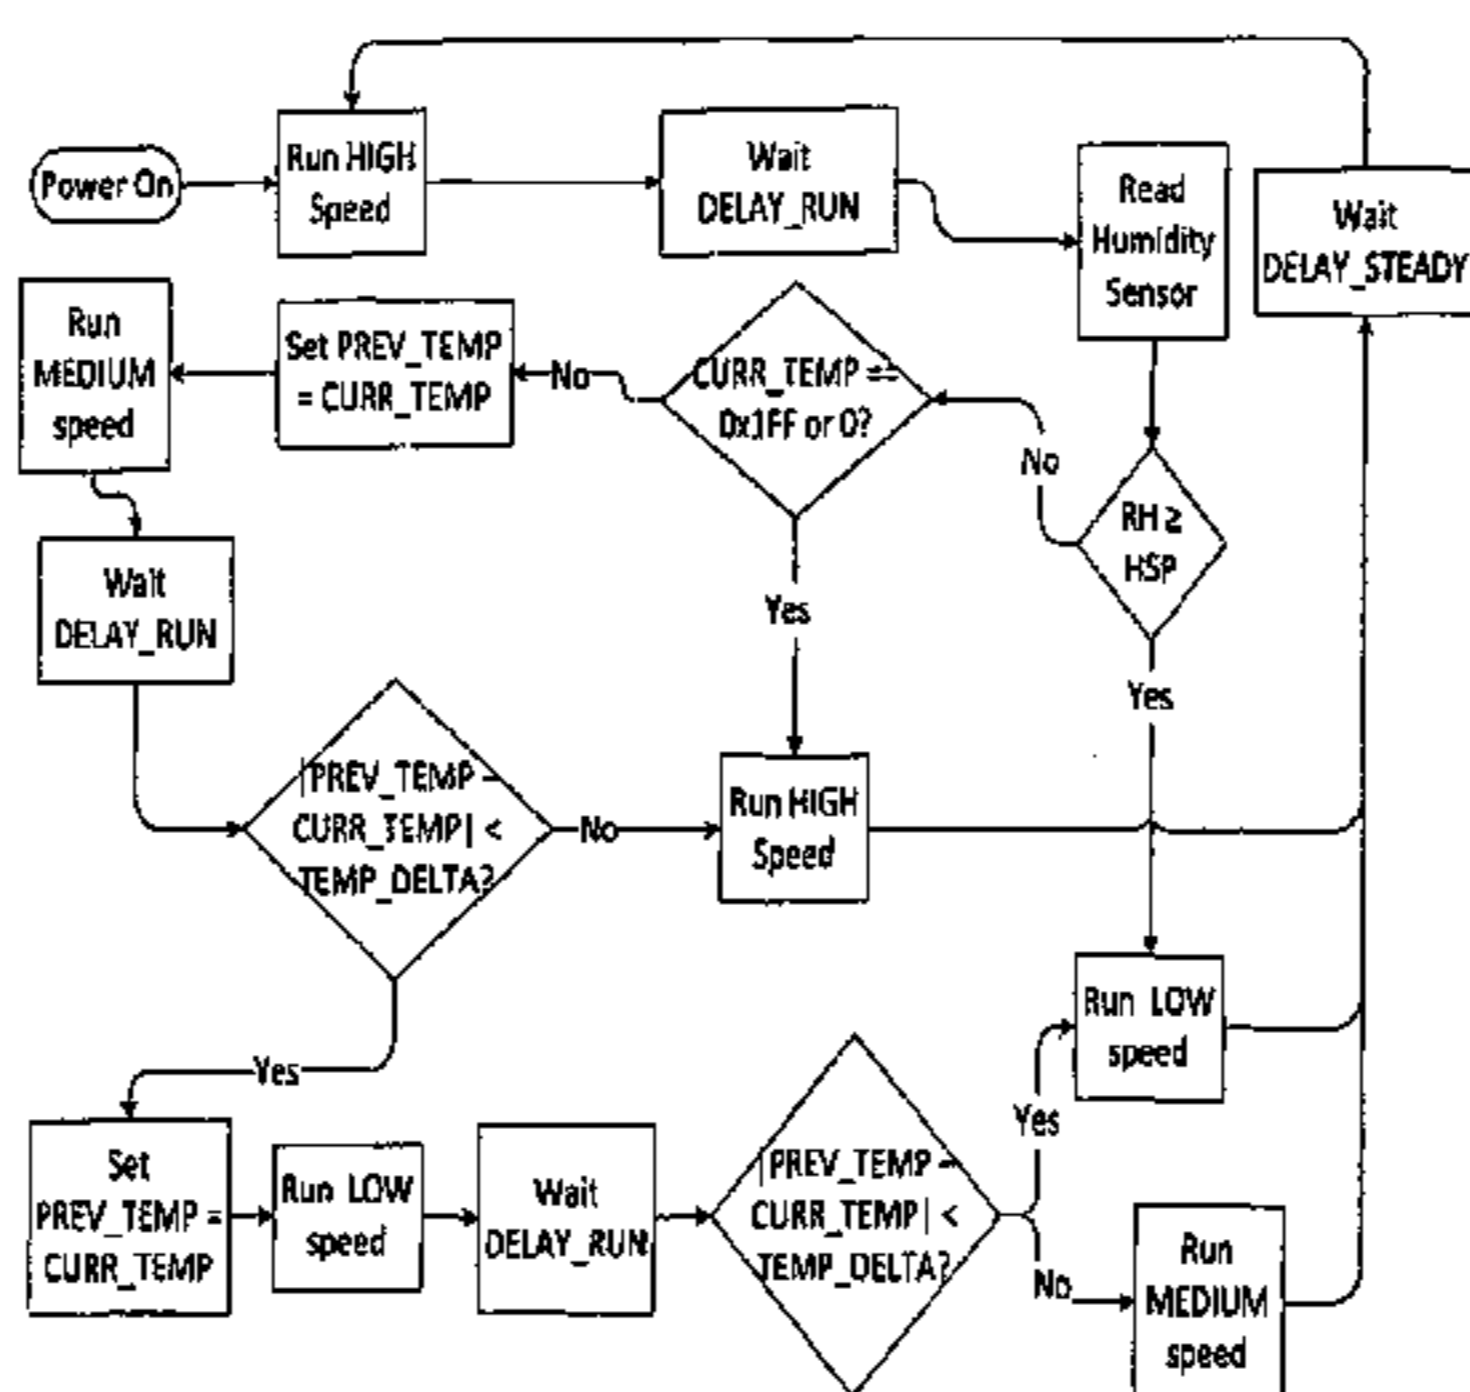 Power On
Run HIGH
Speed
Wait
DELAY_RUN
Read
Humidity
Sensor
Wait
DELAY_STEADY
Run
MEDIUM
speed
Set PREV_TEMP
= CURR_TEMP
No
CURR_TEMP ==
0x1FF or 0?
No
RH ≥
HSP
Wait
DELAY_RUN
Yes
Yes
|PREV_TEMP –
CURR_TEMP| <
TEMP_DELTA?
No
Run HIGH
Speed
Run LOW
speed
Yes
Set
PREV_TEMP =
CURR_TEMP
Run LOW
speed
Wait
DELAY_RUN
|PREV_TEMP –
CURR_TEMP| <
TEMP_DELTA?
Yes
No
Run
MEDIUM
speed